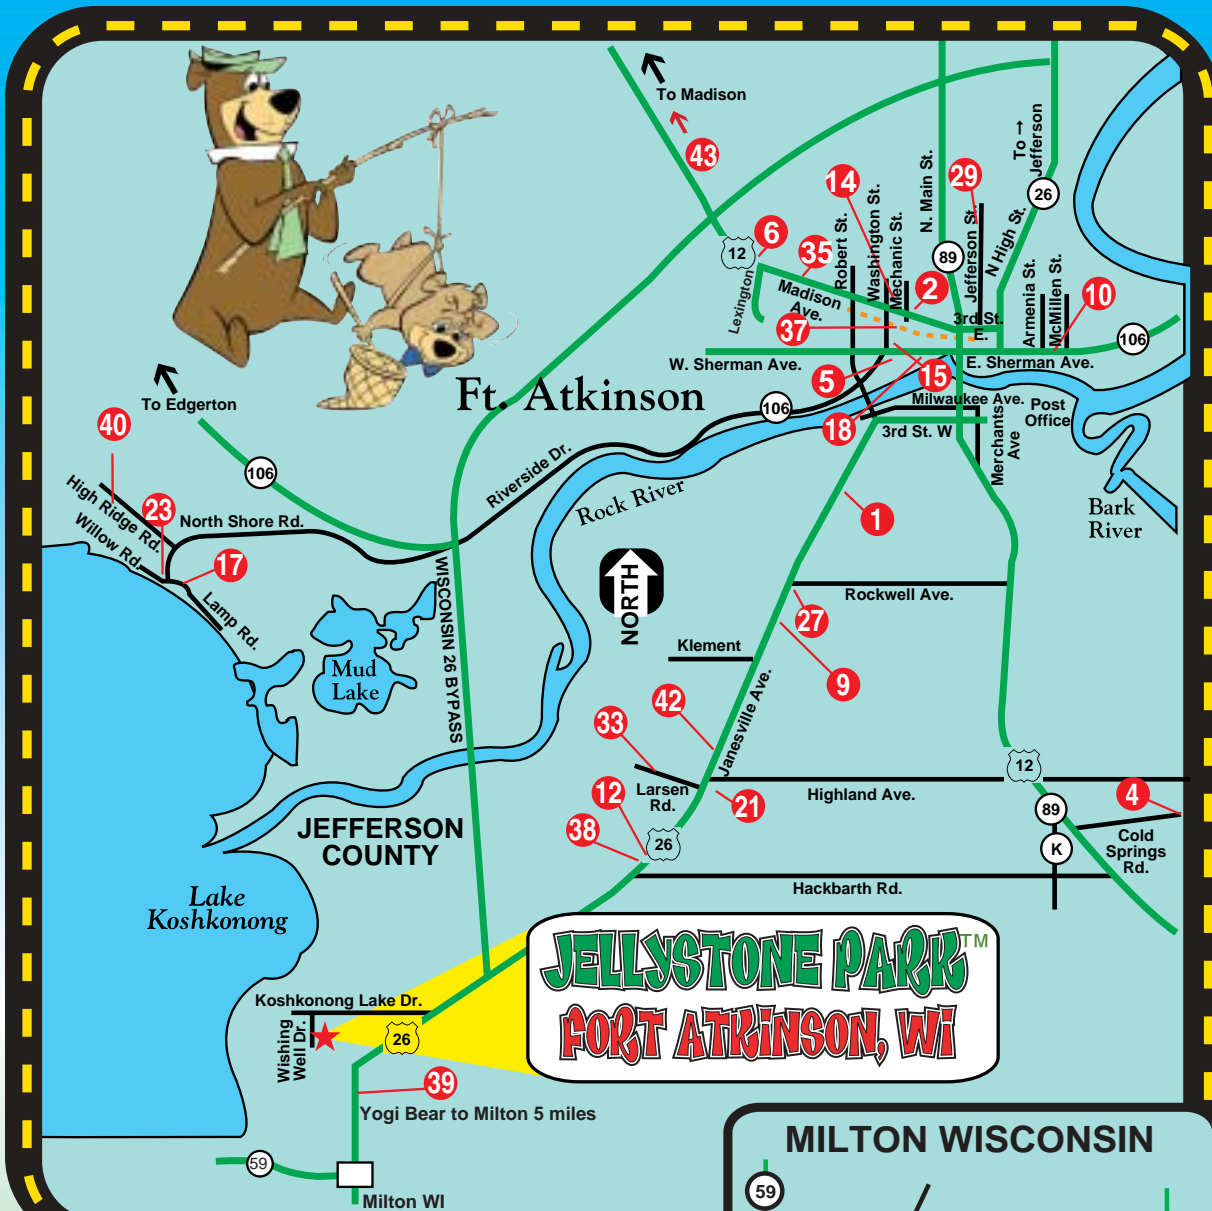 To Madison
43
14
29
To →
Jefferson
26
N. Main St.
Robert St.
Washington St.
Mechanic St.
Jefferson St.
N High St.
6
12
35
89
2
Armenia St.
McMillen St.
10
Lexington
Madison
Ave.
37
3rd St.
E.
106
W. Sherman Ave.
E. Sherman Ave.
5
15
To Edgerton
Ft. Atkinson
106
Milwaukee Ave.
Post
Office
18
3rd St. W
Merchants
Ave
40
106
High Ridge Rd.
23
North Shore Rd.
Riverside Dr.
Rock River
Bark
River
1
Willow Rd.
17
Lamp Rd.
WISCONSIN 26 BYPASS
NORTH
Rockwell Ave.
27
Klement
Mud
Lake
9
42
Janesville Ave.
33
12
Larsen
Rd.
12
21
Highland Ave.
4
89
38
26
JEFFERSON
COUNTY
K
Cold
Springs
Rd.
Hackbarth Rd.
Lake
Koshkonong
JELLYSTONE PARK™
FORT ATKINSON, WI
Koshkonong Lake Dr.
Wishing
Well Dr.
26
39
Yogi Bear to Milton 5 miles
59
Milton WI
MILTON WISCONSIN
59